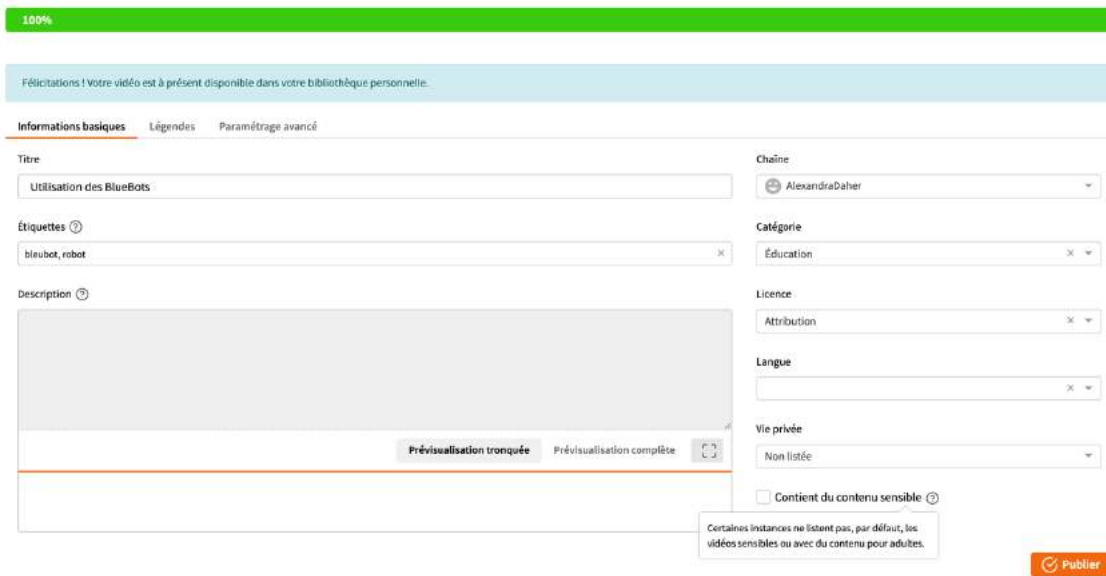 100%
Félicitations ! Votre vidéo est à présent disponible dans votre bibliothèque personnelle.
Informations basiques Légendes Paramétrage avancé
Titre
Utilisation des BlueBots
Étiquettes
bleubot, robot
Description
Prévisualisation tronquée Prévisualisation complète
Chaîne
AlexandraDaher
Catégorie
Éducation
Licence
Attribution
Langue
Vie privée
Non listée
Contient du contenu sensible
Certaines instances ne listent pas, par défaut, les
vidéos sensibles ou avec du contenu pour adultes.
Publier